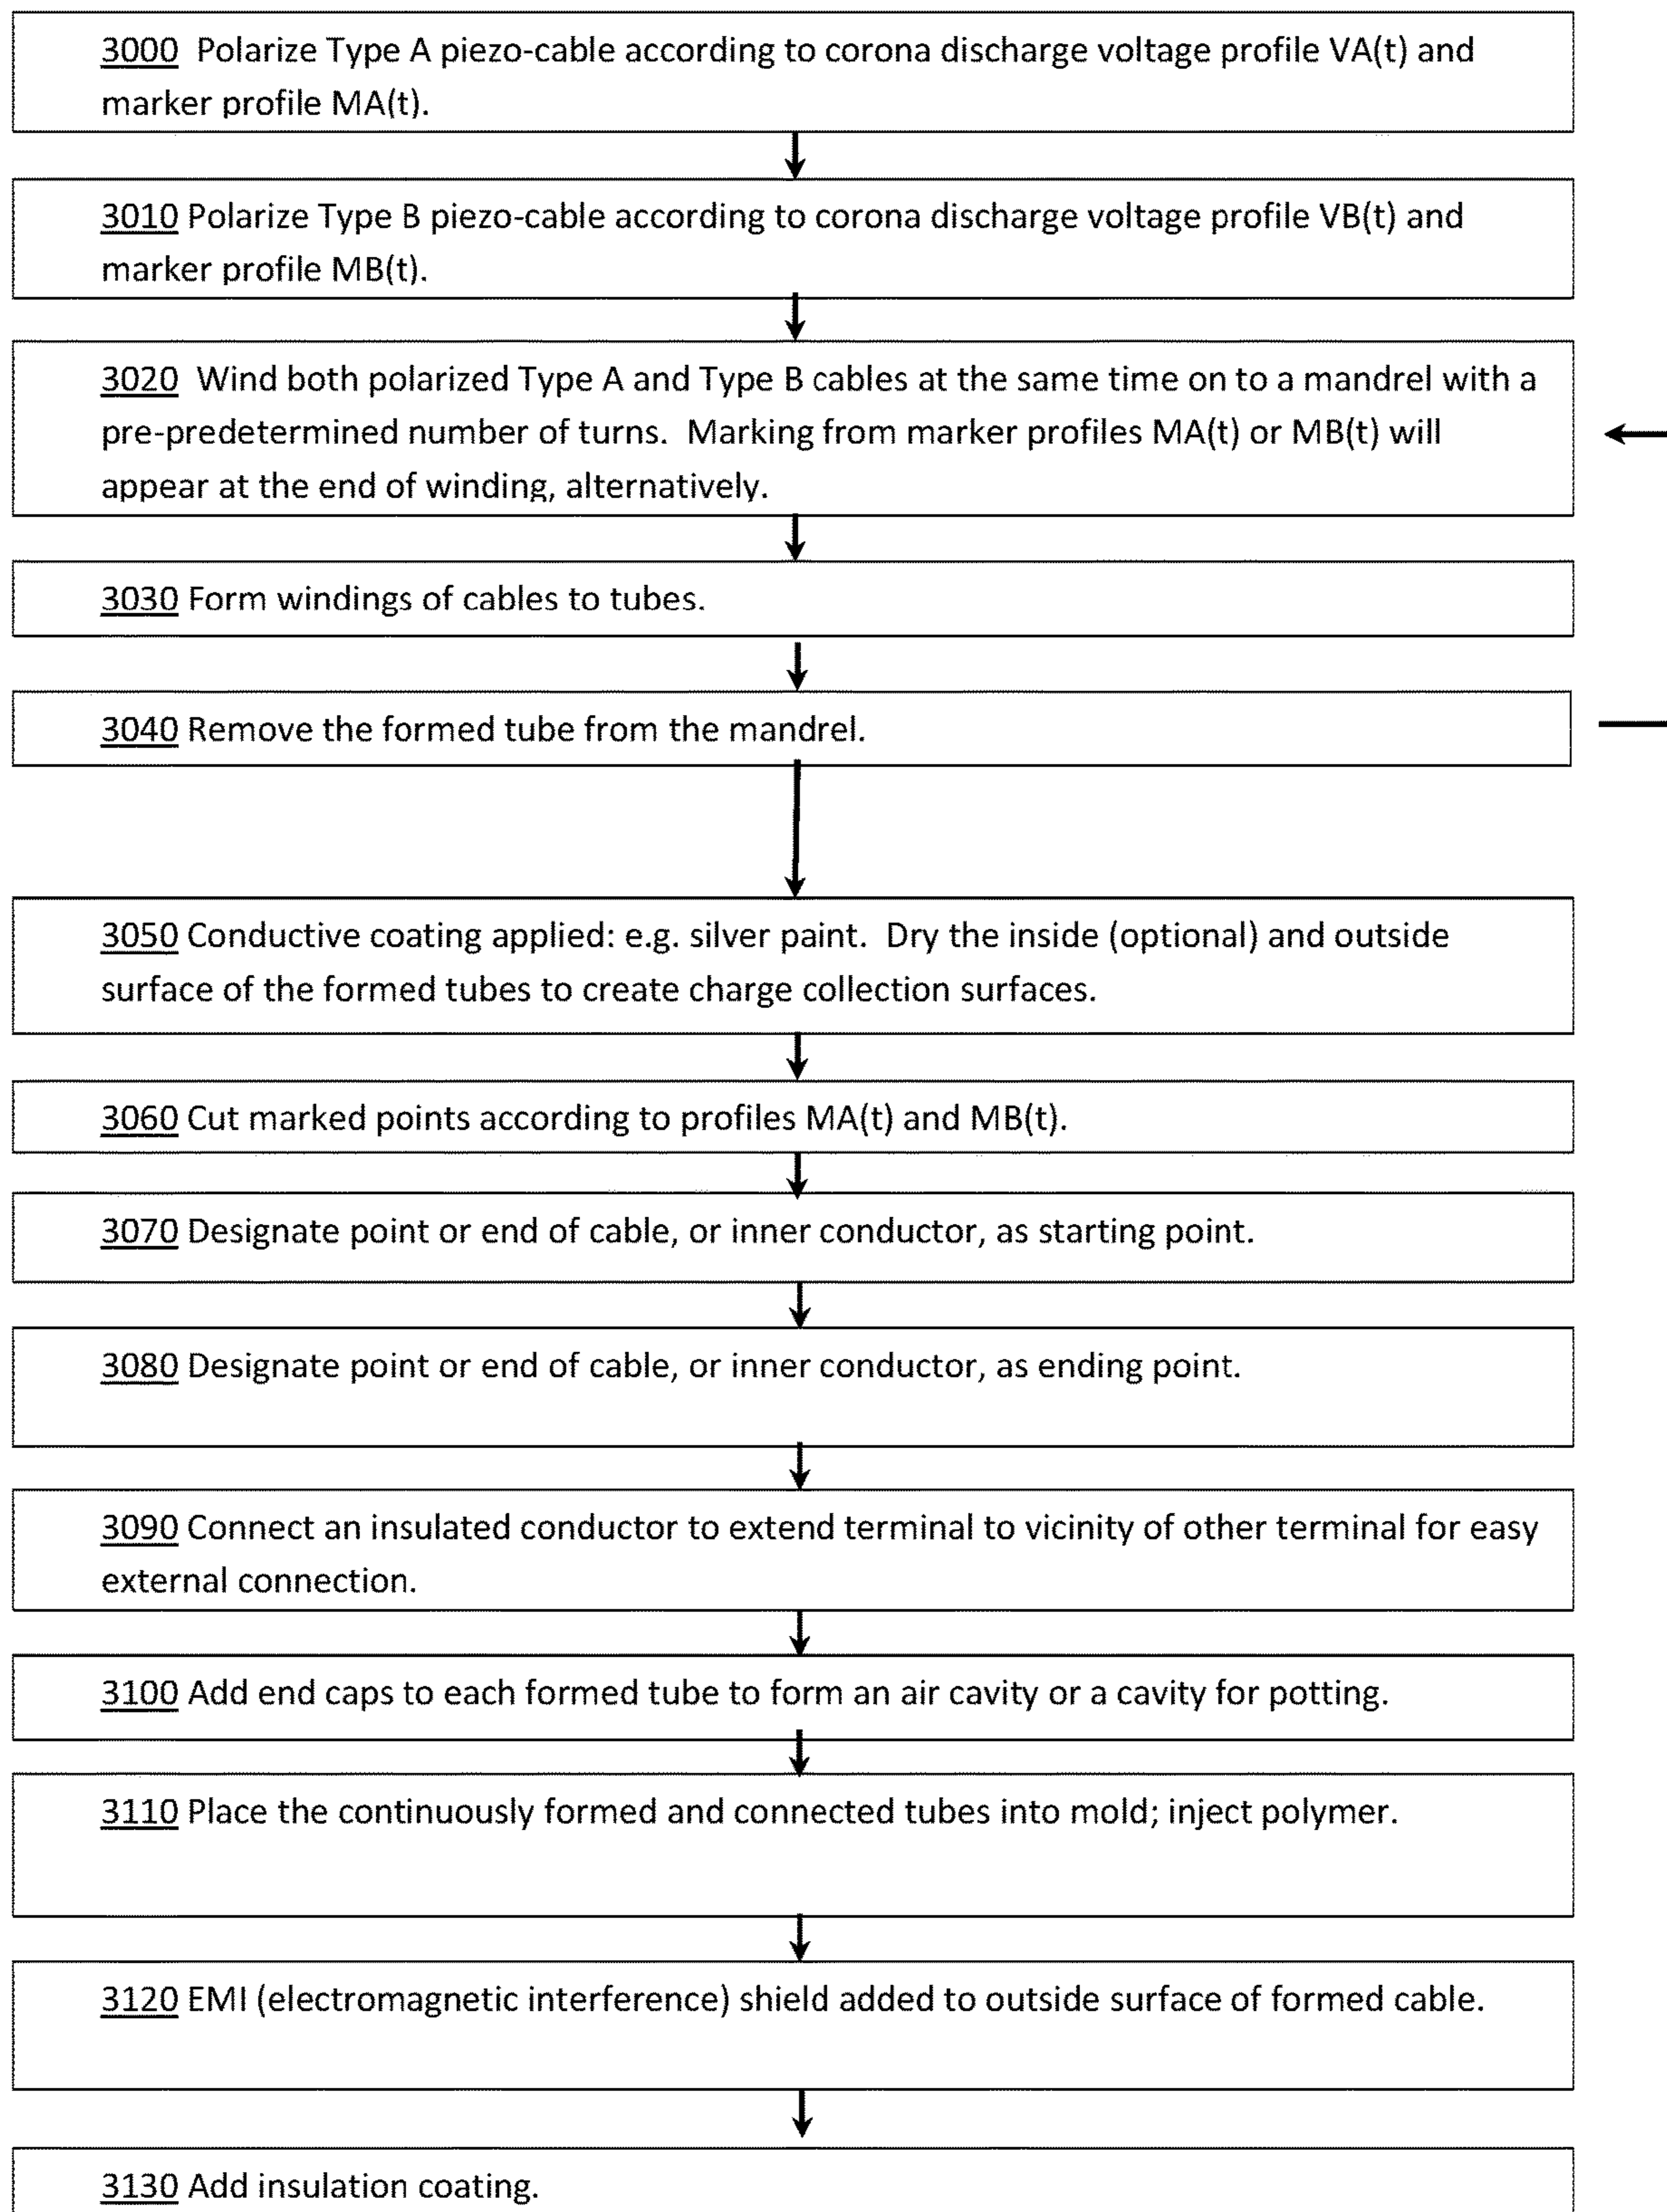 3000 Polarize Type A piezo-cable according to corona discharge voltage profile VA(t) and
marker profile MA(t).
3010 Polarize Type B piezo-cable according to corona discharge voltage profile VB(t) and
marker profile MB(t).
3020 Wind both polarized Type A and Type B cables at the same time on to a mandrel with a
pre-predetermined number of turns. Marking from marker profiles MA(t) or MB(t) will
appear at the end of winding, alternatively.
3030 Form windings of cables to tubes.
3040 Remove the formed tube from the mandrel.
3050 Conductive coating applied: e.g. silver paint. Dry the inside (optional) and outside
surface of the formed tubes to create charge collection surfaces.
3060 Cut marked points according to profiles MA(t) and MB(t).
3070 Designate point or end of cable, or inner conductor, as starting point.
3080 Designate point or end of cable, or inner conductor, as ending point.
3090 Connect an insulated conductor to extend terminal to vicinity of other terminal for easy
external connection.
3100 Add end caps to each formed tube to form an air cavity or a cavity for potting.
3110 Place the continuously formed and connected tubes into mold; inject polymer.
3120 EMI (electromagnetic interference) shield added to outside surface of formed cable.
3130 Add insulation coating.